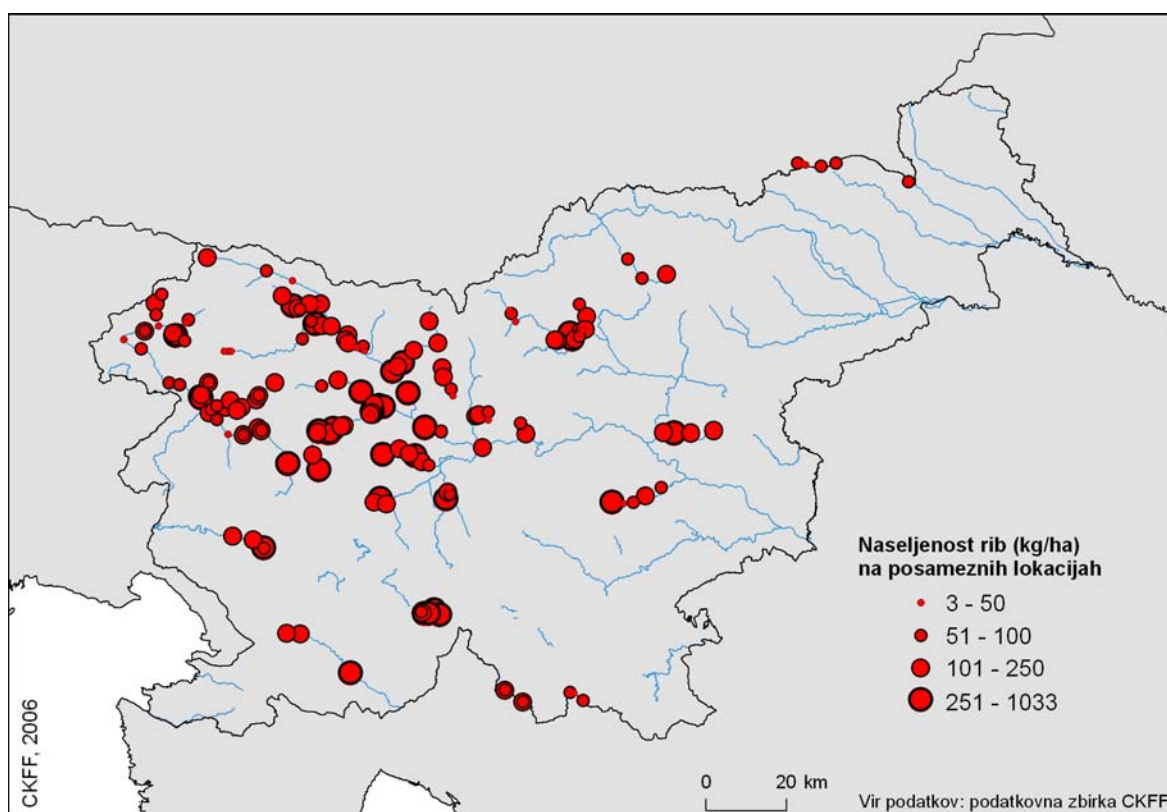 Naseljenost rib (kg/ha)
na posameznih lokacijah
3 - 50
51 - 100
101 - 250
251 - 1033
0 20 km
CKFF, 2006
Vir podatkov: podatkovna zbirka CKFF